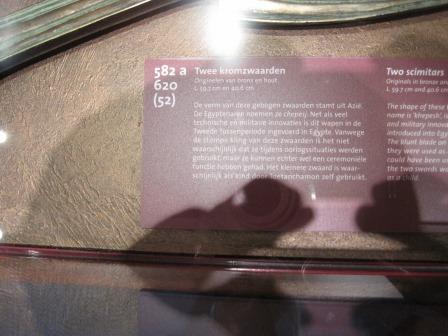 582 a
620
(52)
Twee kromzwaarden
Originelen van brons en hout
L 59.7 cm en 40.6 cm
De vorm van deze gebogen zwaarden stamt uit Azië.
De Egyptenaren noemen ze chepesj. Net als veel
technische en militaire innovaties is dit wapen in de
Tweede Tussenperiode ingevoerd in Egypte. Vanwege
de stompe kling van deze zwaarden is het niet
waarschijnlijk dat ze tijdens oorlogssituaties werden
gebruikt, maar ze kunnen echter wel een ceremoniële
functie hebben gehad. Het kleinere zwaard is waar-
schijnlijk als kind door Toetanchamon zelf gebruikt.
Two scimitars
Originals in bronze and
L 59.7 cm and 40.6 cm
The shape of these
name is 'khepesh', is
and military innova
introduced into Egy
The blunt blade on
they were used as
could have been us
the two swords wa
as a child.